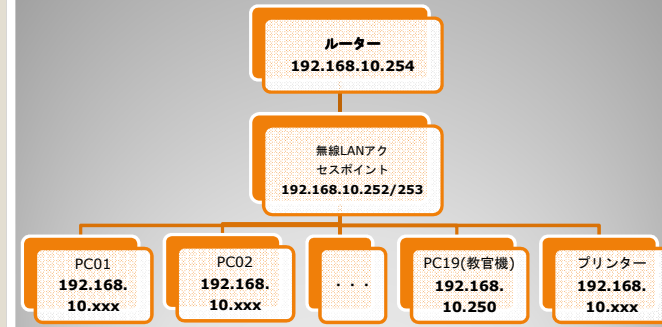 ルーター
192.168.10.254
無線LANアク
セスポイント
192.168.10.252/253
PC01
192.168.
10.xxx
PC02
192.168.
10.xxx
・・・
PC19(教官機)
192.168.
10.250
プリンター
192.168.
10.xxx